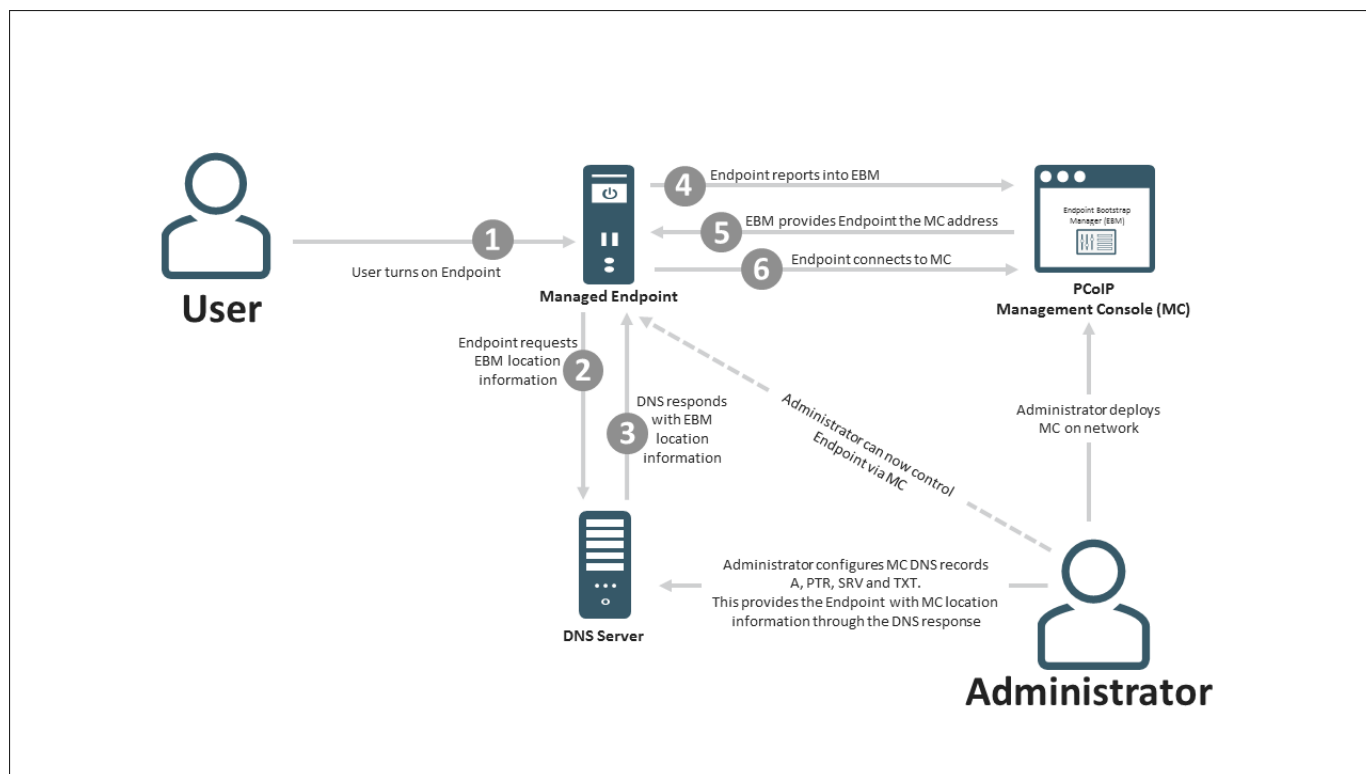 4
Endpoint reports into EBM
Endpoint Bootstrap
Manager (EBM)
1
5
EBM provides Endpoint the MC address
User turns on Endpoint
6
Endpoint connects to MC
User
Managed Endpoint
PCoIP
Management Console (MC)
Endpoint requests
EBM location
information
2
DNS responds
with EBM
location
information
3
Administrator can now control
Endpoint via MC
Administrator deploys
MC on network
DNS Server
Administrator configures MC DNS records
A, PTR, SRV and TXT.
This provides the Endpoint with MC location
information through the DNS response
Administrator